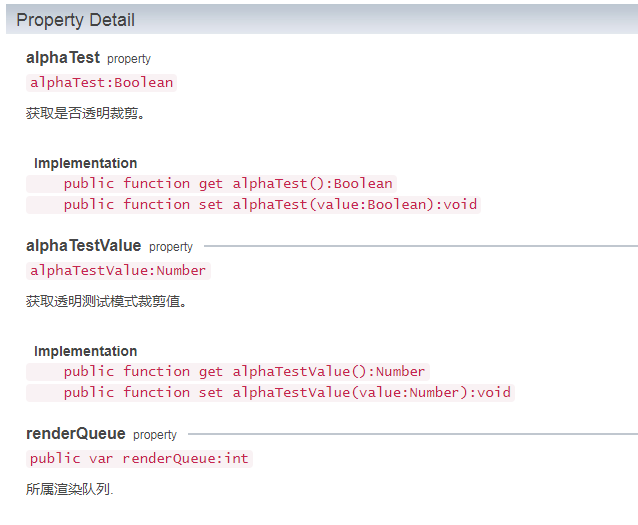 Property Detail
alphaTest property
alphaTest:Boolean
获取是否透明裁剪。
Implementation
public function get alphaTest():Boolean
public function set alphaTest(value:Boolean):void
alphaTestValue property
alphaTestValue:Number
获取透明测试模式裁剪值。
Implementation
public function get alphaTestValue():Number
public function set alphaTestValue(value:Number):void
renderQueue property
public var renderQueue:int
所属渲染队列.